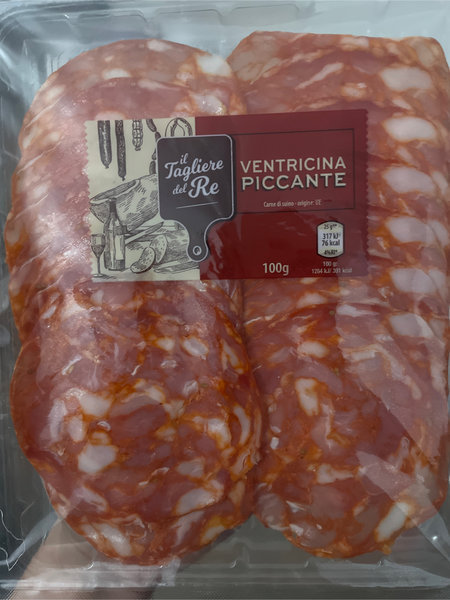 il
Tagliere
del Re
VENTRICINA
PICCANTE
Carne di suino - origine: UE
25 g**
317 kJ
76 kcal
4%RI*
100g
100 g:
1264 kJ/ 301 kcal